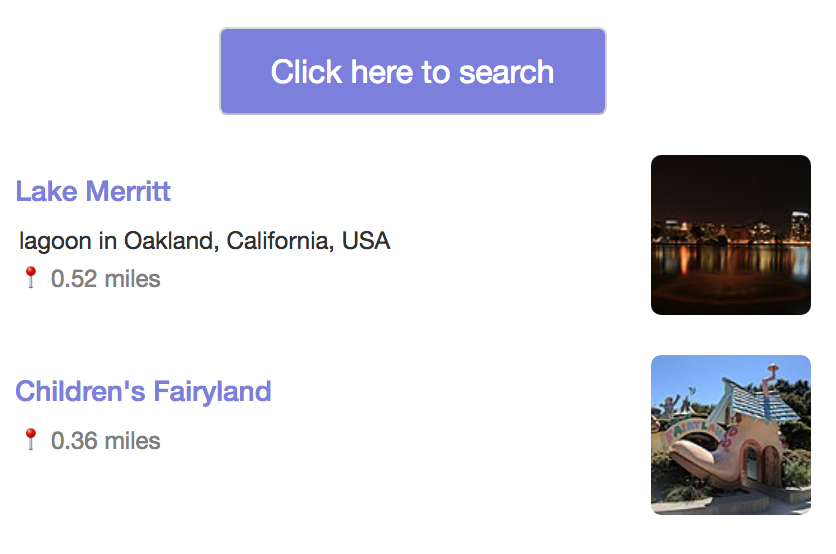 Click here to search
Lake Merritt
lagoon in Oakland, California, USA
0.52 miles
Children's Fairyland
0.36 miles
FAIRYLAND